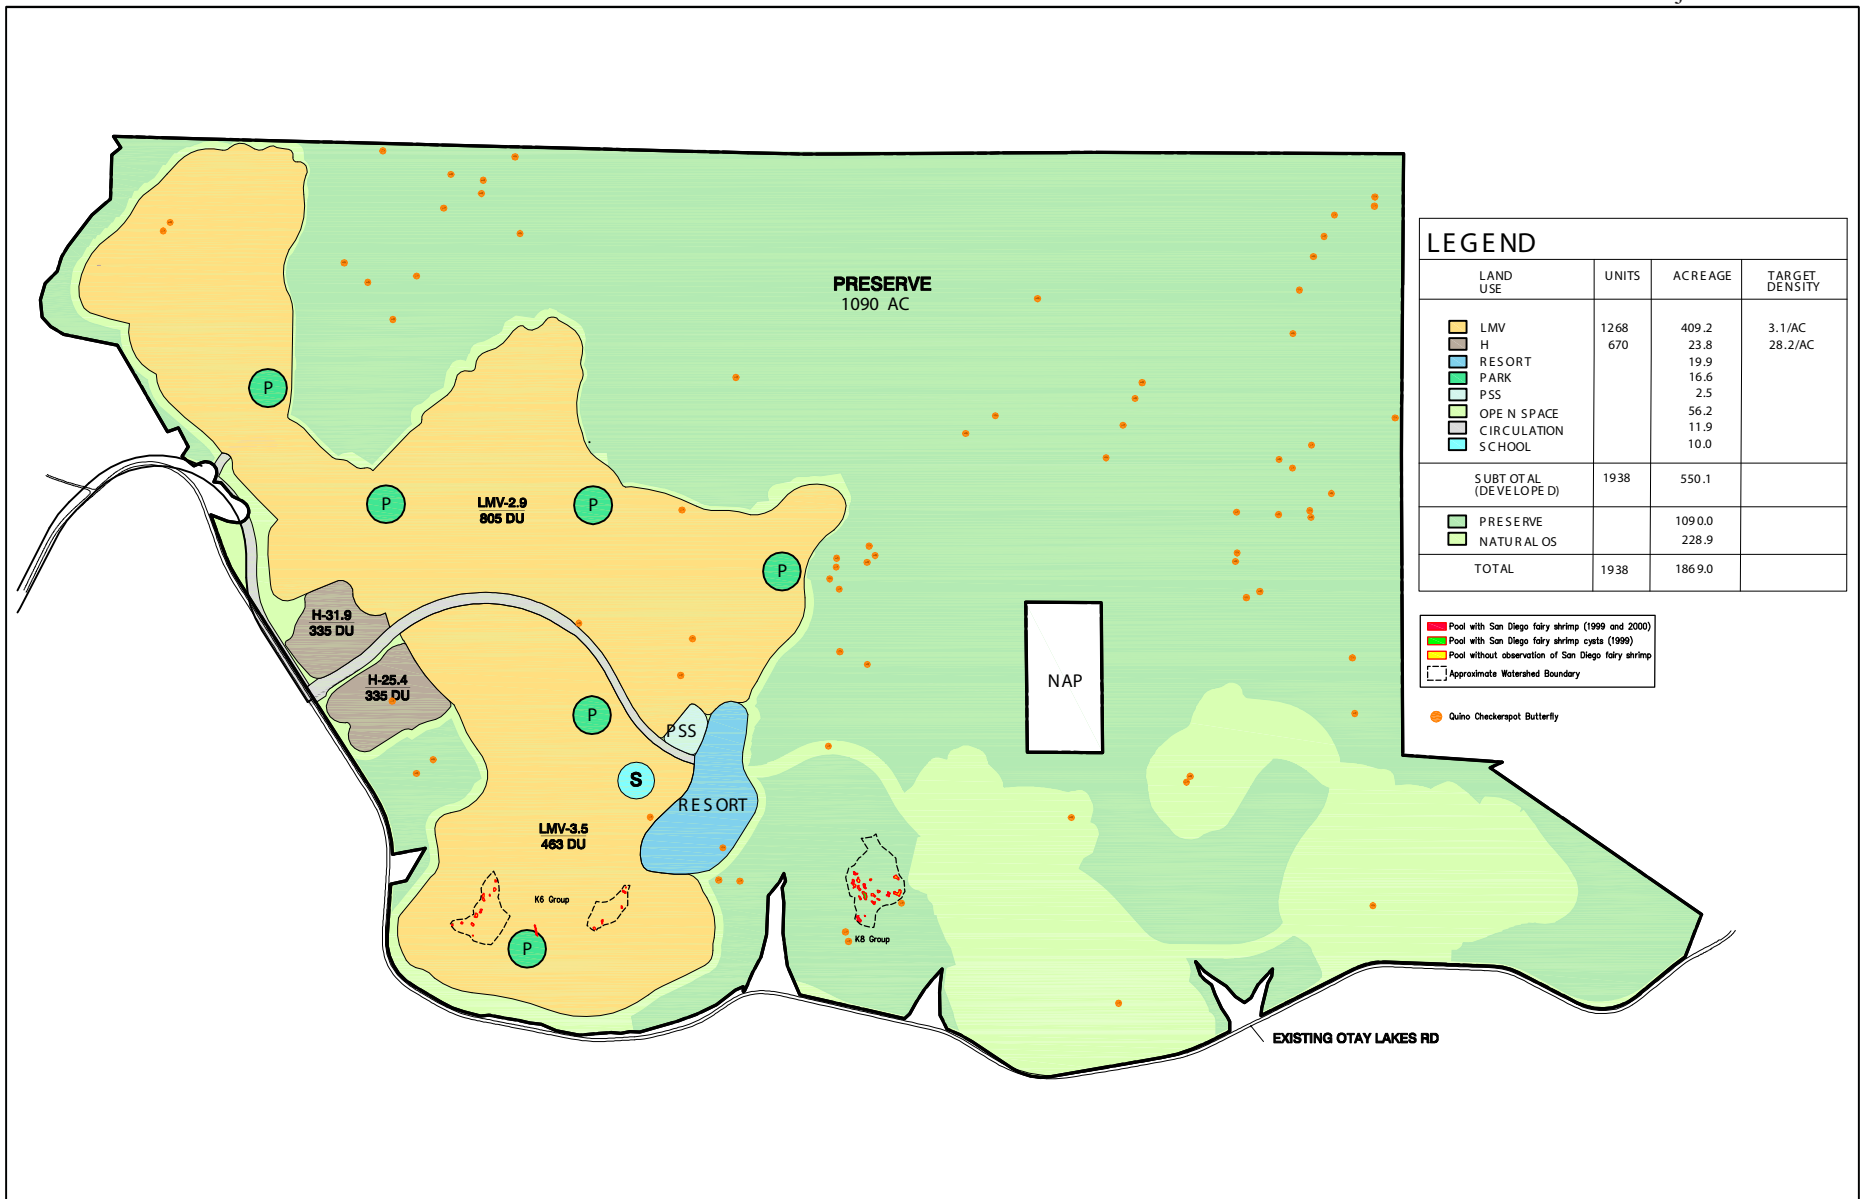 PRESERVE
1090 AC
P
P
P
LMV-2.9
805 DU
P
H-31.9
335 DU
H-25.4
335 DU
NAP
P
PSS
S
RESORT
LMV-3.5
463 DU
K6 Group
P
K8 Group
EXISTING OTAY LAKES RD
LEGEND
LAND USE UNITS ACREAGE TARGET DENSITY
LMV 1268 409.2 3.1/AC
H 670 23.8 28.2/AC
RESORT 19.9
PARK 16.6
PSS 2.5
OPEN SPACE 56.2
CIRCULATION 11.9
SCHOOL 10.0
SUBTOTAL (DEVELOPED) 1938 550.1
PRESERVE 1090.0
NATURAL OS 228.9
TOTAL 1938 1869.0
Pool with San Diego fairy shrimp (1999 and 2000)
Pool with San Diego fairy shrimp cysts (1999)
Pool without observation of San Diego fairy shrimp
Approximate Watershed Boundary
Quino Checkerspot Butterfly